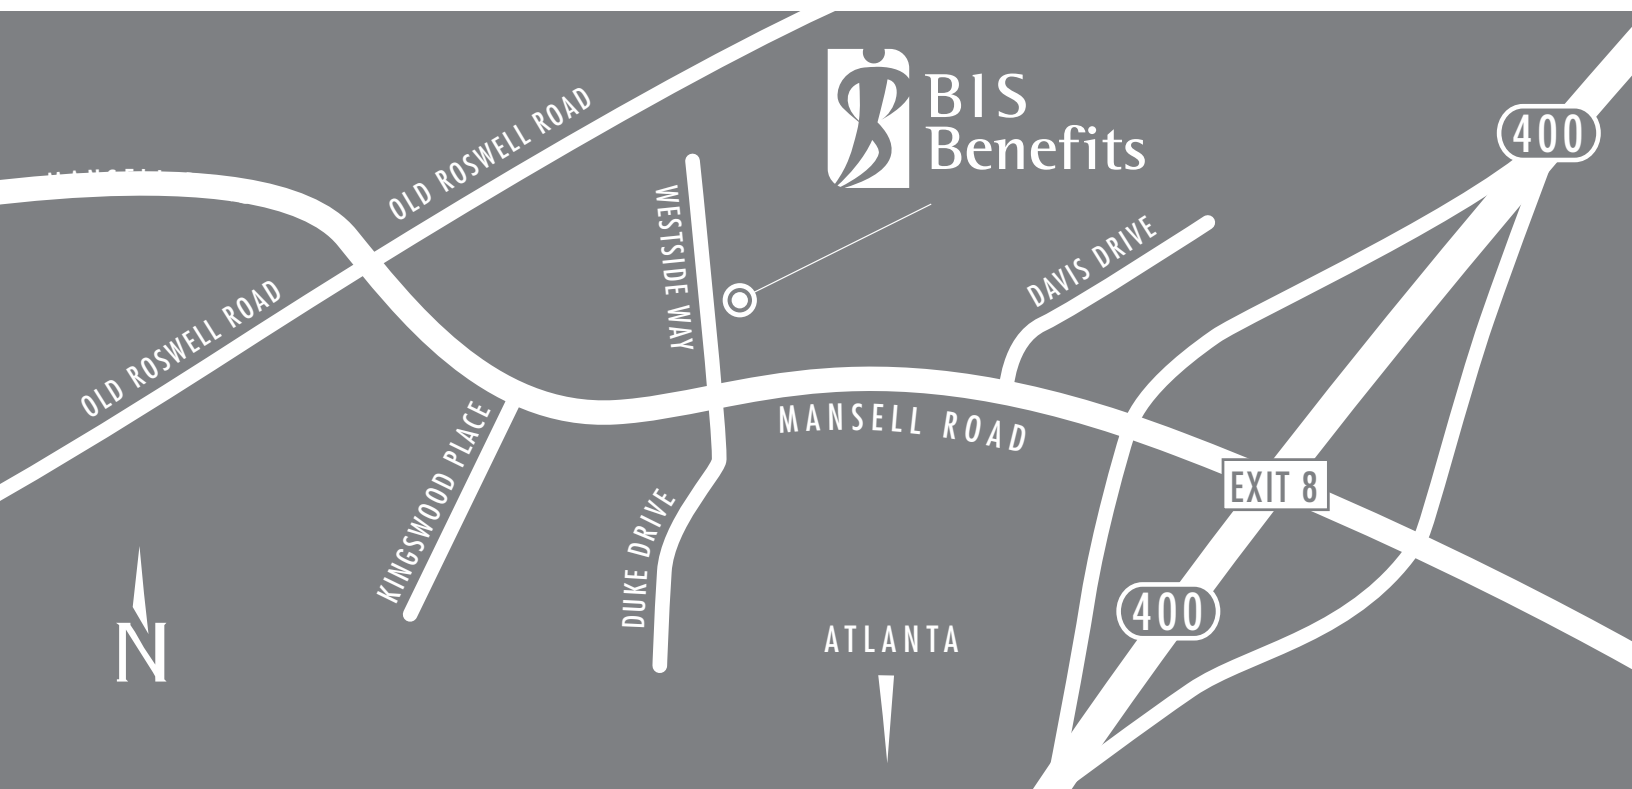 BIS
Benefits
400
OLD ROSWELL ROAD
WESTSIDE WAY
DAVIS DRIVE
OLD ROSWELL ROAD
MANSELL ROAD
KINGSWOOD PLACE
EXIT 8
DUKE DRIVE
400
ATLANTA
N